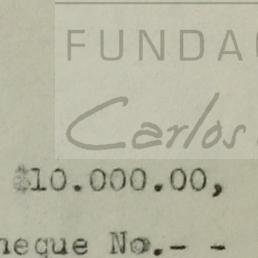 FUNDA
Carlos
$10.000.00,
heque No.- -